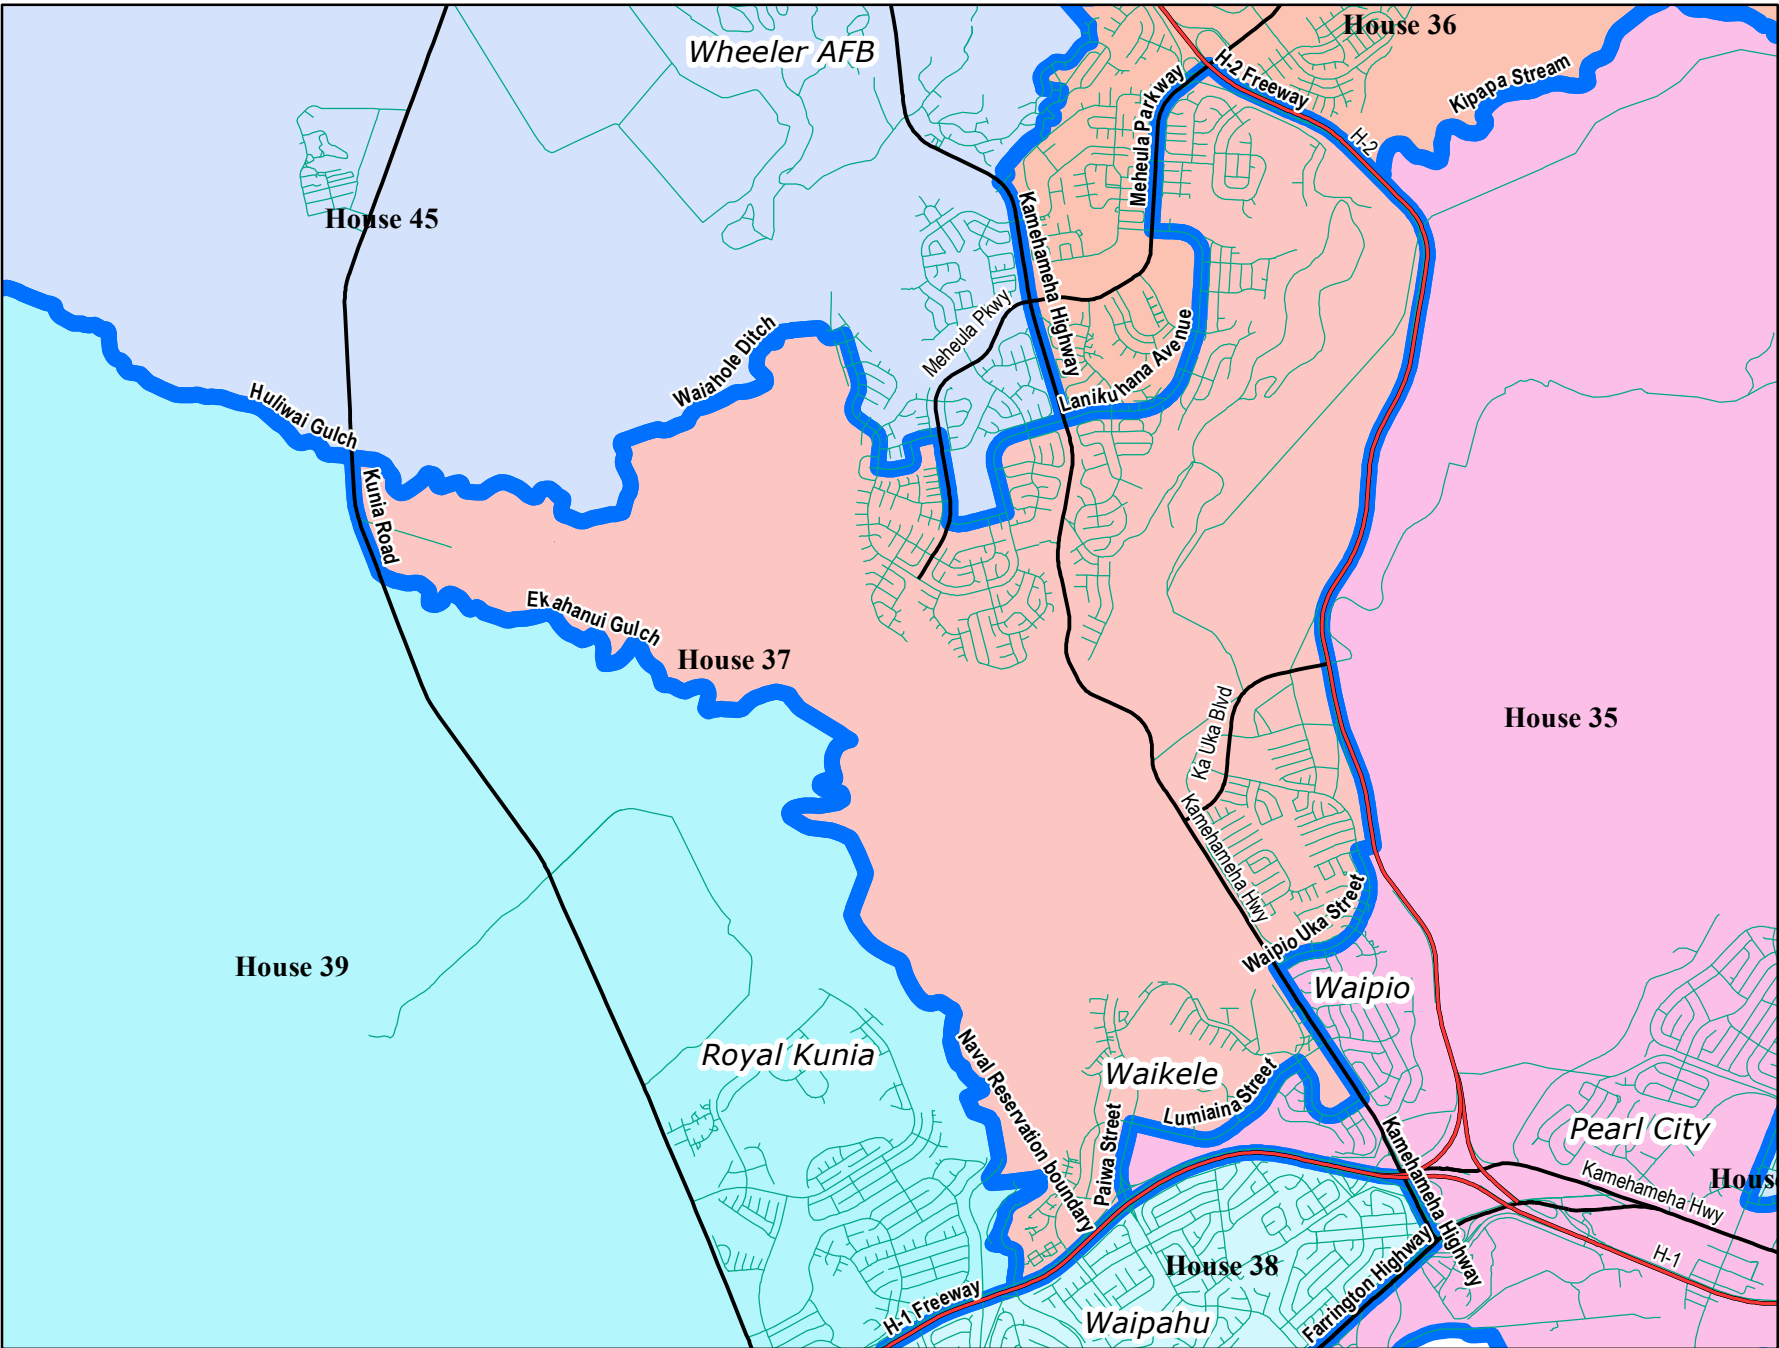 House 36
Wheeler AFB
H-2 Freeway
Kipapa Stream
Meheula Parkway
H-2
House 45
Kamehameha Highway
Meheula Pkwy
Waiahole Ditch
Lanikuhana Avenue
Huliwai Gulch
Kunia Road
Ekahanui Gulch
House 37
Ka Uka Blvd
House 35
Kamehameha Hwy
Waipio Uka Street
House 39
Waipio
Royal Kunia
Naval Reservation boundary
Waikele
Lumiaina Street
Paiwa Street
Pearl City
Kamehameha Highway
Kamehameha Hwy
Hous
House 38
Farrington Highway
H-1
H-1 Freeway
Waipahu